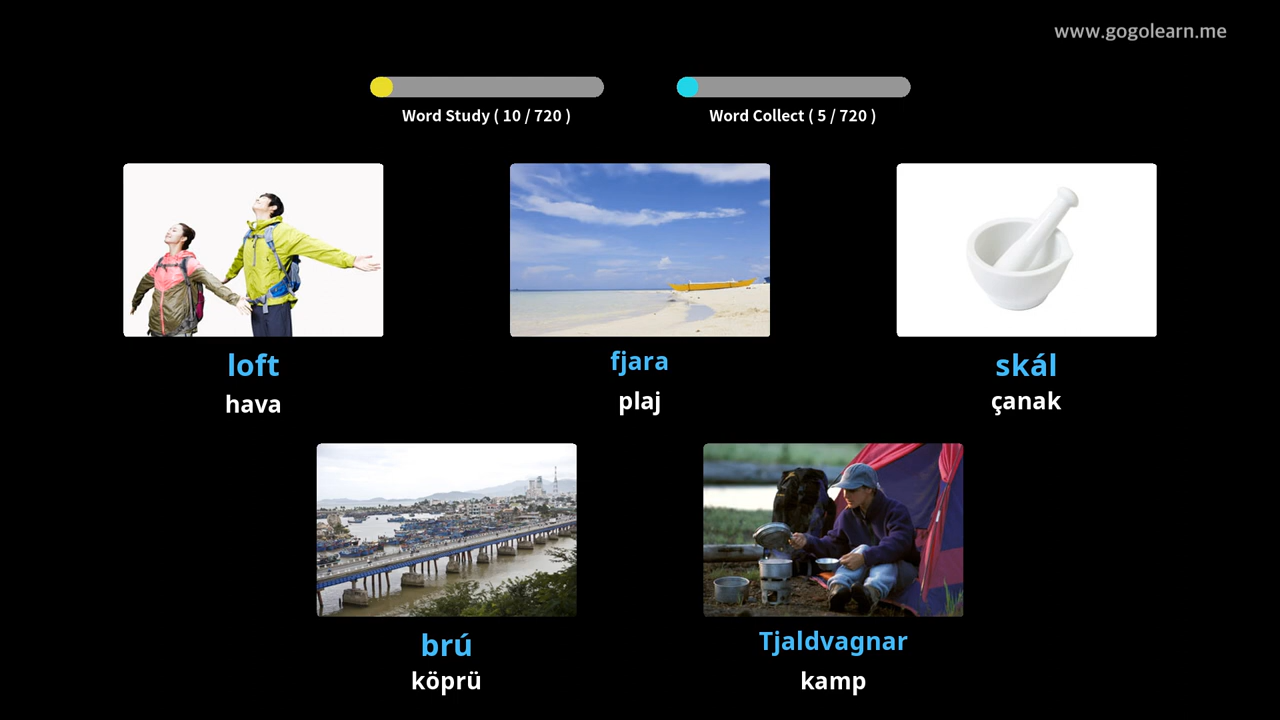 www.gogolearn.me
Word Study ( 10 / 720 )
Word Collect ( 5 / 720 )
loft
hava
fjara
plaj
skál
çanak
brú
köprü
Tjaldvagnar
kamp